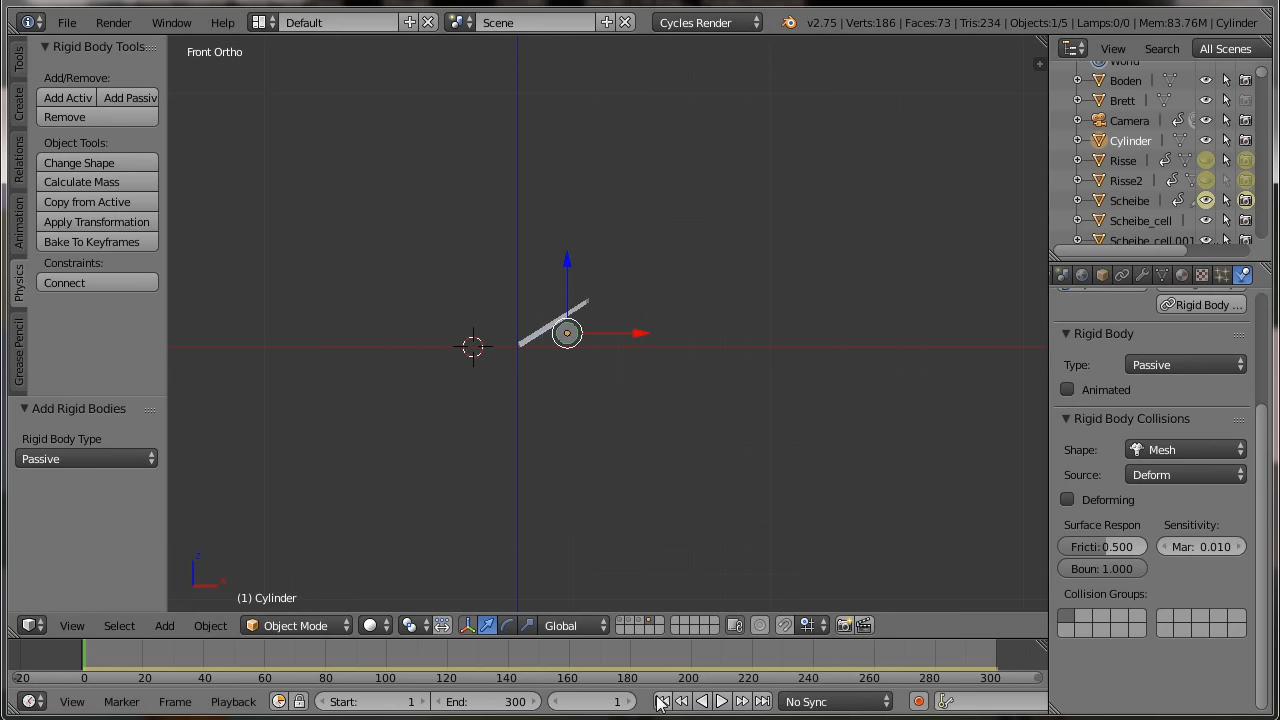 File Render Window Help Default Scene Cycles Render v2.75 | Verts:186 | Faces:73 | Tris:234 | Objects:1/5 | Lamps:0/0 | Mem:83.76M | Cylinder
Rigid Body Tools
Add/Remove:
Add Activ Add Passiv
Remove
Object Tools:
Change Shape
Calculate Mass
Copy from Active
Apply Transformation
Bake To Keyframes
Constraints:
Connect
Tools
Create
Relations
Animation
Physics
Grease Pencil
Add Rigid Bodies
Rigid Body Type
Passive
Front Ortho
z
x
(1) Cylinder
View Select Add Object Object Mode Global
View Search All Scenes
World
Boden
Brett
Camera
Cylinder
Risse
Risse2
Scheibe
Scheibe_cell
Scheibe_cell.001
Rigid Body ...
Rigid Body
Type: Passive
Animated
Rigid Body Collisions
Shape: Mesh
Source: Deform
Deforming
Surface Respon Sensitivity:
Fricti: 0.500 Mar: 0.010
Boun: 1.000
Collision Groups:
-20 0 20 40 60 80 100 120 140 160 180 200 220 240 260 280 300
View Marker Frame Playback Start: 1 End: 300 1 No Sync